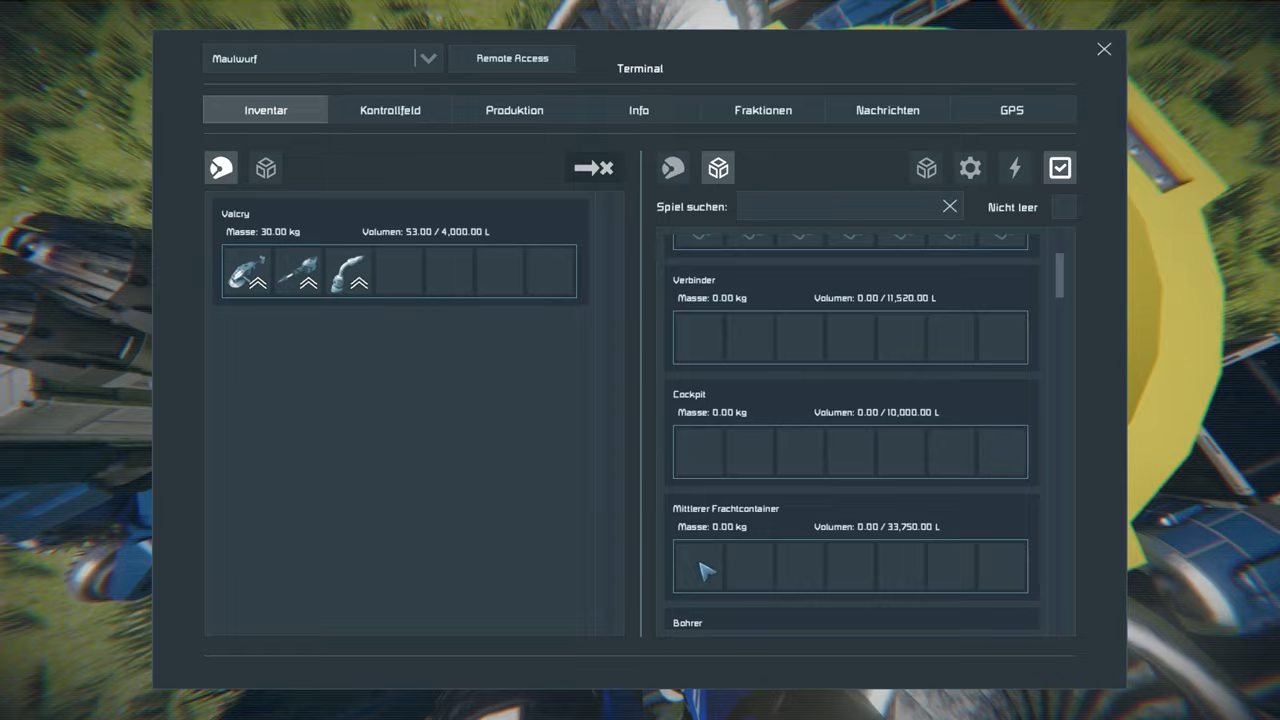 Maulwurf
Remote Access
Terminal
Inventar
Kontrollfeld
Produktion
Info
Fraktionen
Nachrichten
GPS
Valcry
Masse: 30.00 kg Volumen: 53.00 / 4,000.00 L
Spiel suchen:
Nicht leer
Verbinder
Masse: 0.00 kg Volumen: 0.00 / 11,520.00 L
Cockpit
Masse: 0.00 kg Volumen: 0.00 / 10,000.00 L
Mittlerer Frachtcontainer
Masse: 0.00 kg Volumen: 0.00 / 33,750.00 L
Bohrer